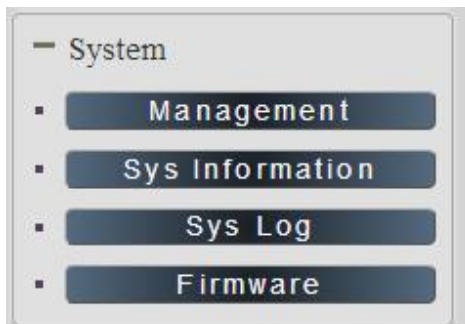 System
Management
Sys Information
Sys Log
Firmware